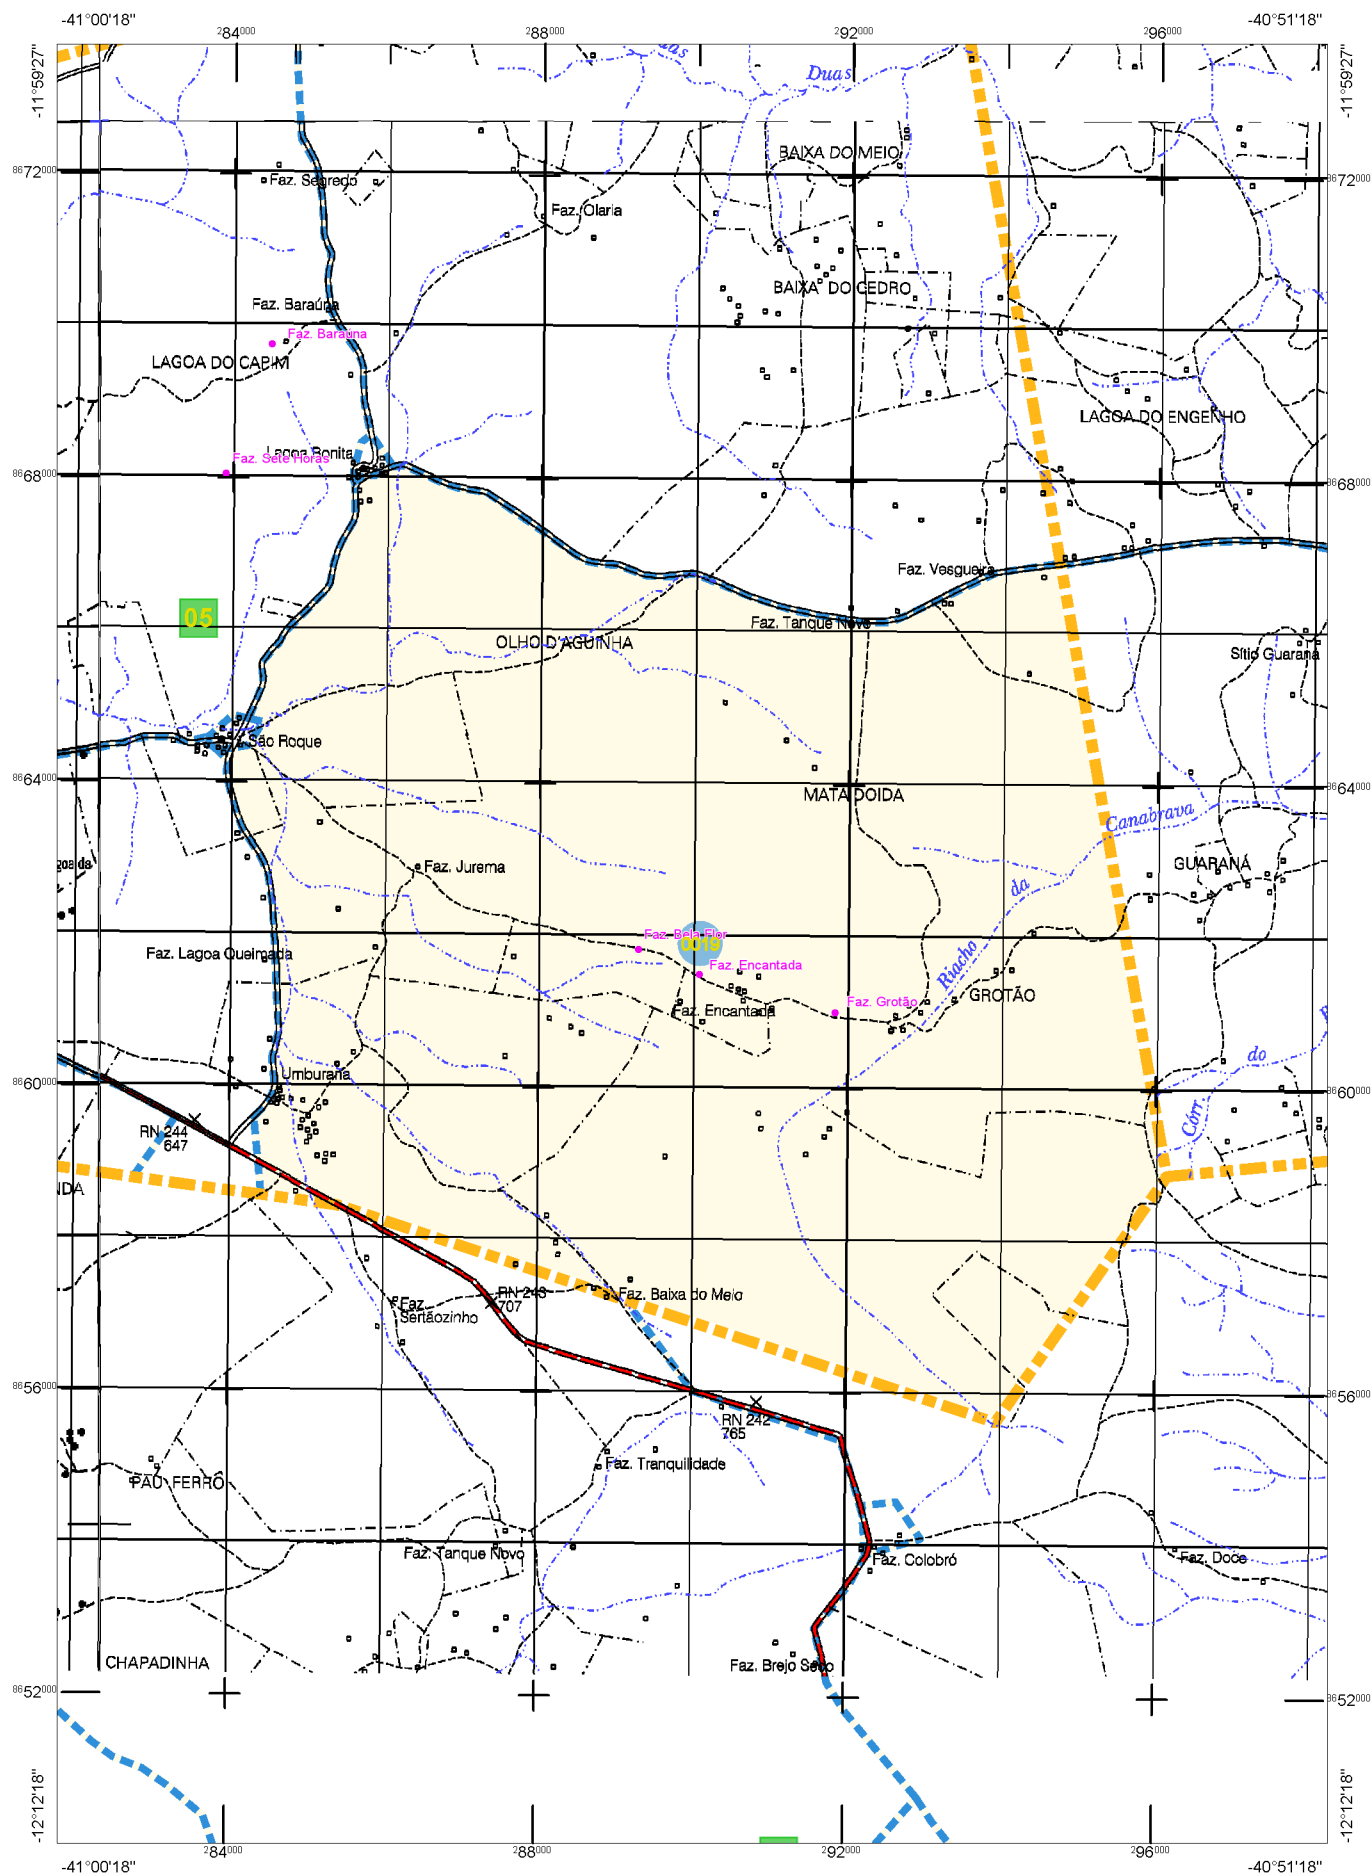 -41°00'18"
-40°51'18"
284000
288000
292000
296000
-11°59'27"
-11°59'27"
Duas
BAIXA DO MEIO
8672000
8672000
Faz. Segredo
Faz. Olaria
BAIXA DO CEDRO
Faz. Baraúna
Faz. Baraúna
LAGOA DO CAPIM
LAGOA DO ENGENHO
Lagoa Bonita
Faz. Sete Horas
8668000
8668000
Faz. Vesgueira
05
Faz. Tanque Novo
OLHO D'AGUINHA
Sítio Guaraná
São Roque
8664000
8664000
MATA DOIDA
Canabrava
GUARANÁ
Faz. Jurema
da
Riacho
Faz. Bela Flor
0019
Faz. Lagoa Queimada
Faz. Encantada
GROTÃO
Faz. Grotão
Faz. Encantada
do
Umburana
8660000
8660000
Córr.
RN 244
647
NDA
RN 243
707
Faz. Baixa do Meio
Faz.
Sertãozinho
8656000
8656000
RN 242
765
Faz. Tranquilidade
PAU FERRO
Faz. Tanque Novo
Faz. Colobró
Faz. Doce
CHAPADINHA
Faz. Brejo Seco
8652000
8652000
-12°12'18"
-12°12'18"
284000
288000
292000
296000
-41°00'18"
-40°51'18"